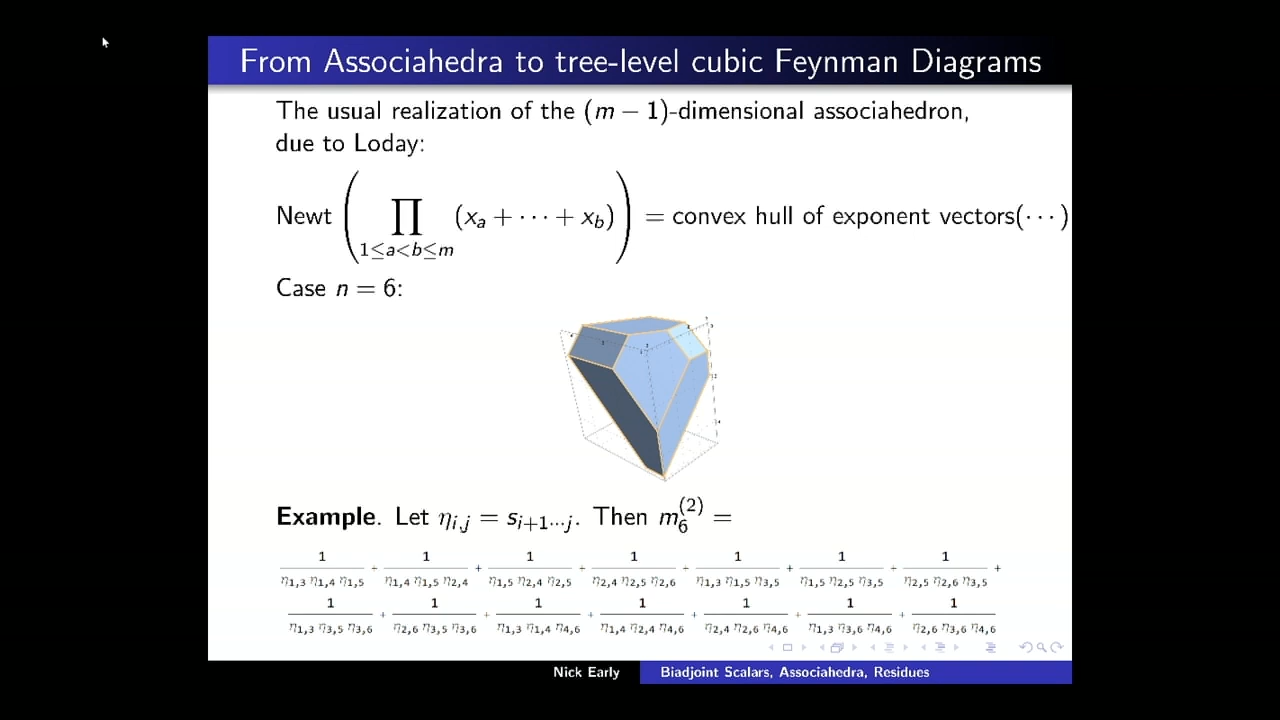 From Associahedra to tree-level cubic Feynman Diagrams
The usual realization of the (m − 1)-dimensional associahedron,
due to Loday:
Newt ( ∏ (x_a + ⋯ + x_b) ) = convex hull of exponent vectors(⋯)
1≤a<b≤m
Case n = 6:
Example. Let η_{i,j} = s_{i+1⋯j}. Then m_6^{(2)} =
1/(η_{1,3} η_{1,4} η_{1,5}) + 1/(η_{1,4} η_{1,5} η_{2,4}) + 1/(η_{1,5} η_{2,4} η_{2,5}) + 1/(η_{2,4} η_{2,5} η_{2,6}) + 1/(η_{1,3} η_{1,5} η_{3,5}) + 1/(η_{1,5} η_{2,5} η_{3,5}) + 1/(η_{2,5} η_{2,6} η_{3,5}) +
1/(η_{1,3} η_{3,5} η_{3,6}) + 1/(η_{2,6} η_{3,5} η_{3,6}) + 1/(η_{1,3} η_{1,4} η_{4,6}) + 1/(η_{1,4} η_{2,4} η_{4,6}) + 1/(η_{2,4} η_{2,6} η_{4,6}) + 1/(η_{1,3} η_{3,6} η_{4,6}) + 1/(η_{2,6} η_{3,6} η_{4,6})
Nick Early Biadjoint Scalars, Associahedra, Residues